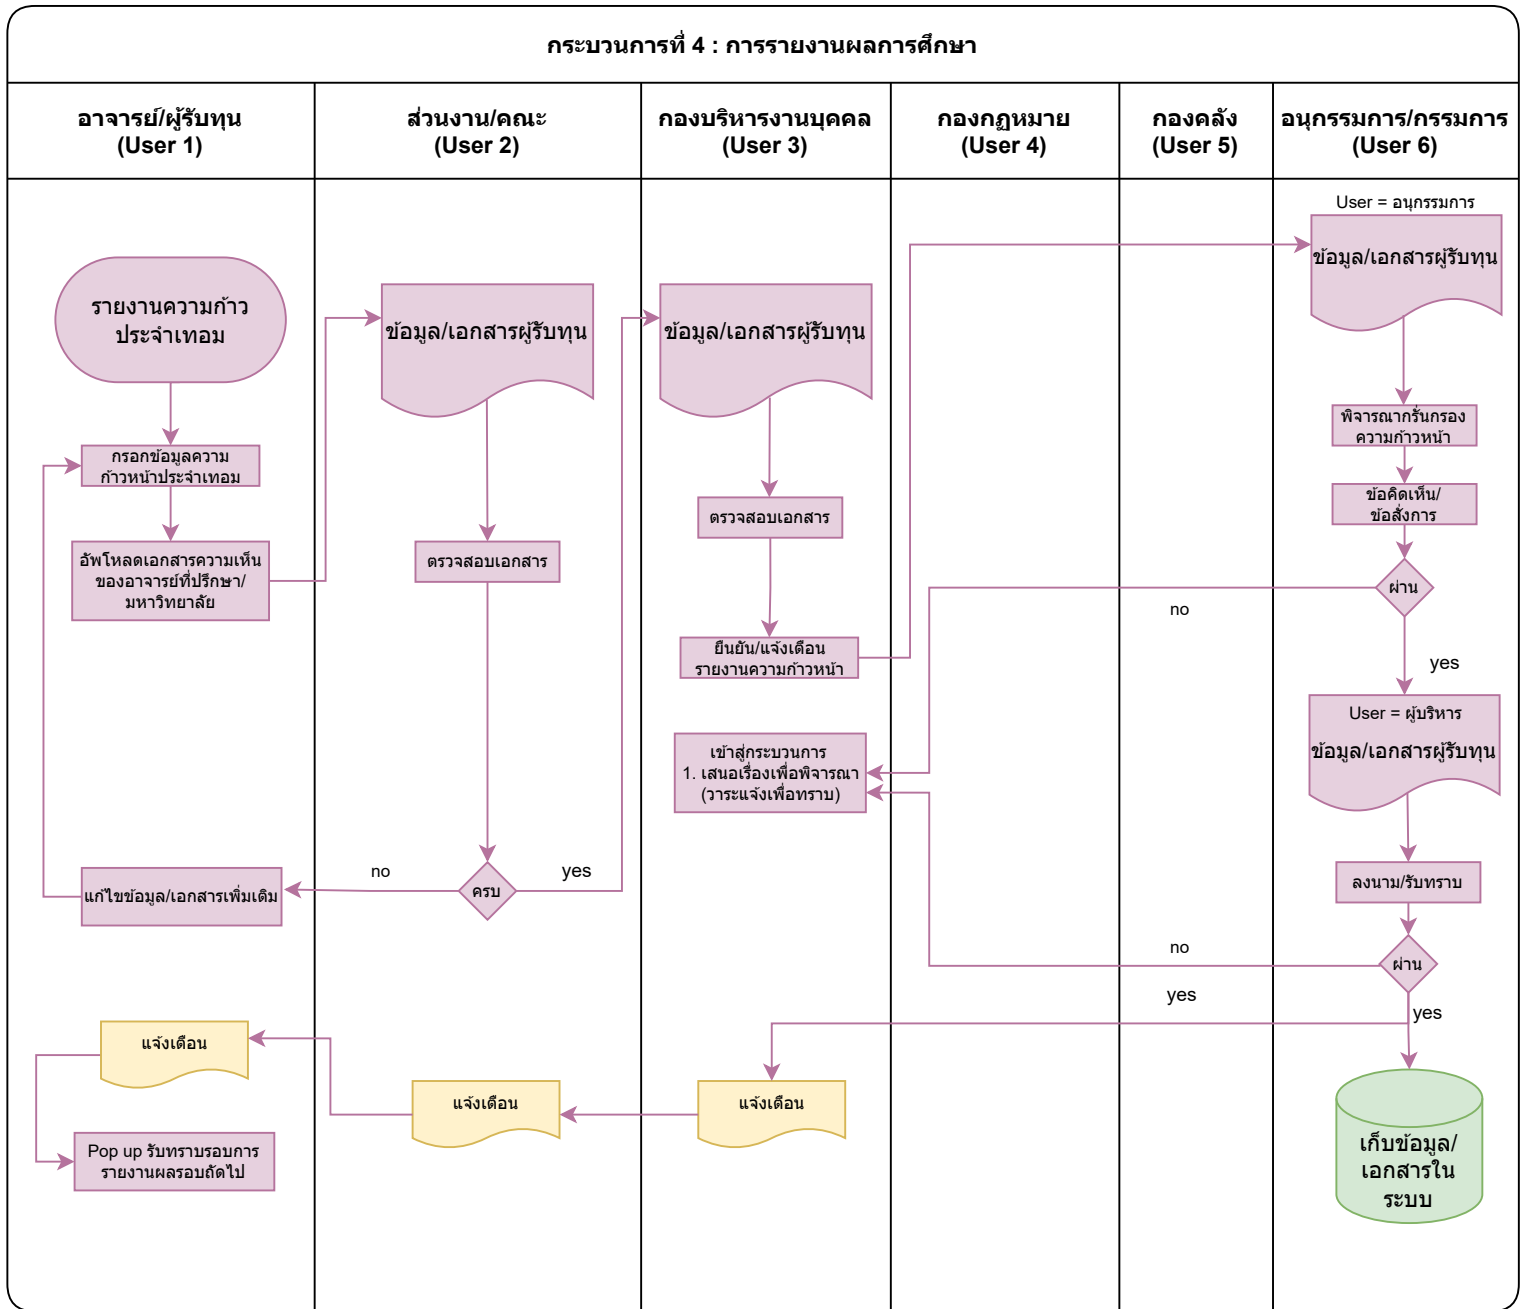 กระบวนการที่ 4 : การรายงานผลการศึกษา
อาจารย์/ผู้รับทุน
(User 1)
ส่วนงาน/คณะ
(User 2)
กองบริหารงานบุคคล
(User 3)
กองกฏหมาย
(User 4)
กองคลัง
(User 5)
อนุกรรมการ/กรรมการ
(User 6)
รายงานความก้าว
ประจำเทอม
กรอกข้อมูลความ
ก้าวหน้าประจำเทอม
อัพโหลดเอกสารความเห็น
ของอาจารย์ที่ปรึกษา/
มหาวิทยาลัย
แก้ไขข้อมูล/เอกสารเพิ่มเติม
แจ้งเตือน
Pop up รับทราบรอบการ
รายงานผลรอบถัดไป
ข้อมูล/เอกสารผู้รับทุน
ตรวจสอบเอกสาร
no
ครบ
yes
แจ้งเตือน
ข้อมูล/เอกสารผู้รับทุน
ตรวจสอบเอกสาร
ยืนยัน/แจ้งเตือน
รายงานความก้าวหน้า
เข้าสู่กระบวนการ
1. เสนอเรื่องเพื่อพิจารณา
(วาระแจ้งเพื่อทราบ)
แจ้งเตือน
User = อนุกรรมการ
ข้อมูล/เอกสารผู้รับทุน
พิจารณากรั่นกรอง
ความก้าวหน้า
ข้อคิดเห็น/
ข้อสั่งการ
ผ่าน
no
yes
User = ผู้บริหาร
ข้อมูล/เอกสารผู้รับทุน
ลงนาม/รับทราบ
no
ผ่าน
yes
yes
เก็บข้อมูล/
เอกสารใน
ระบบ